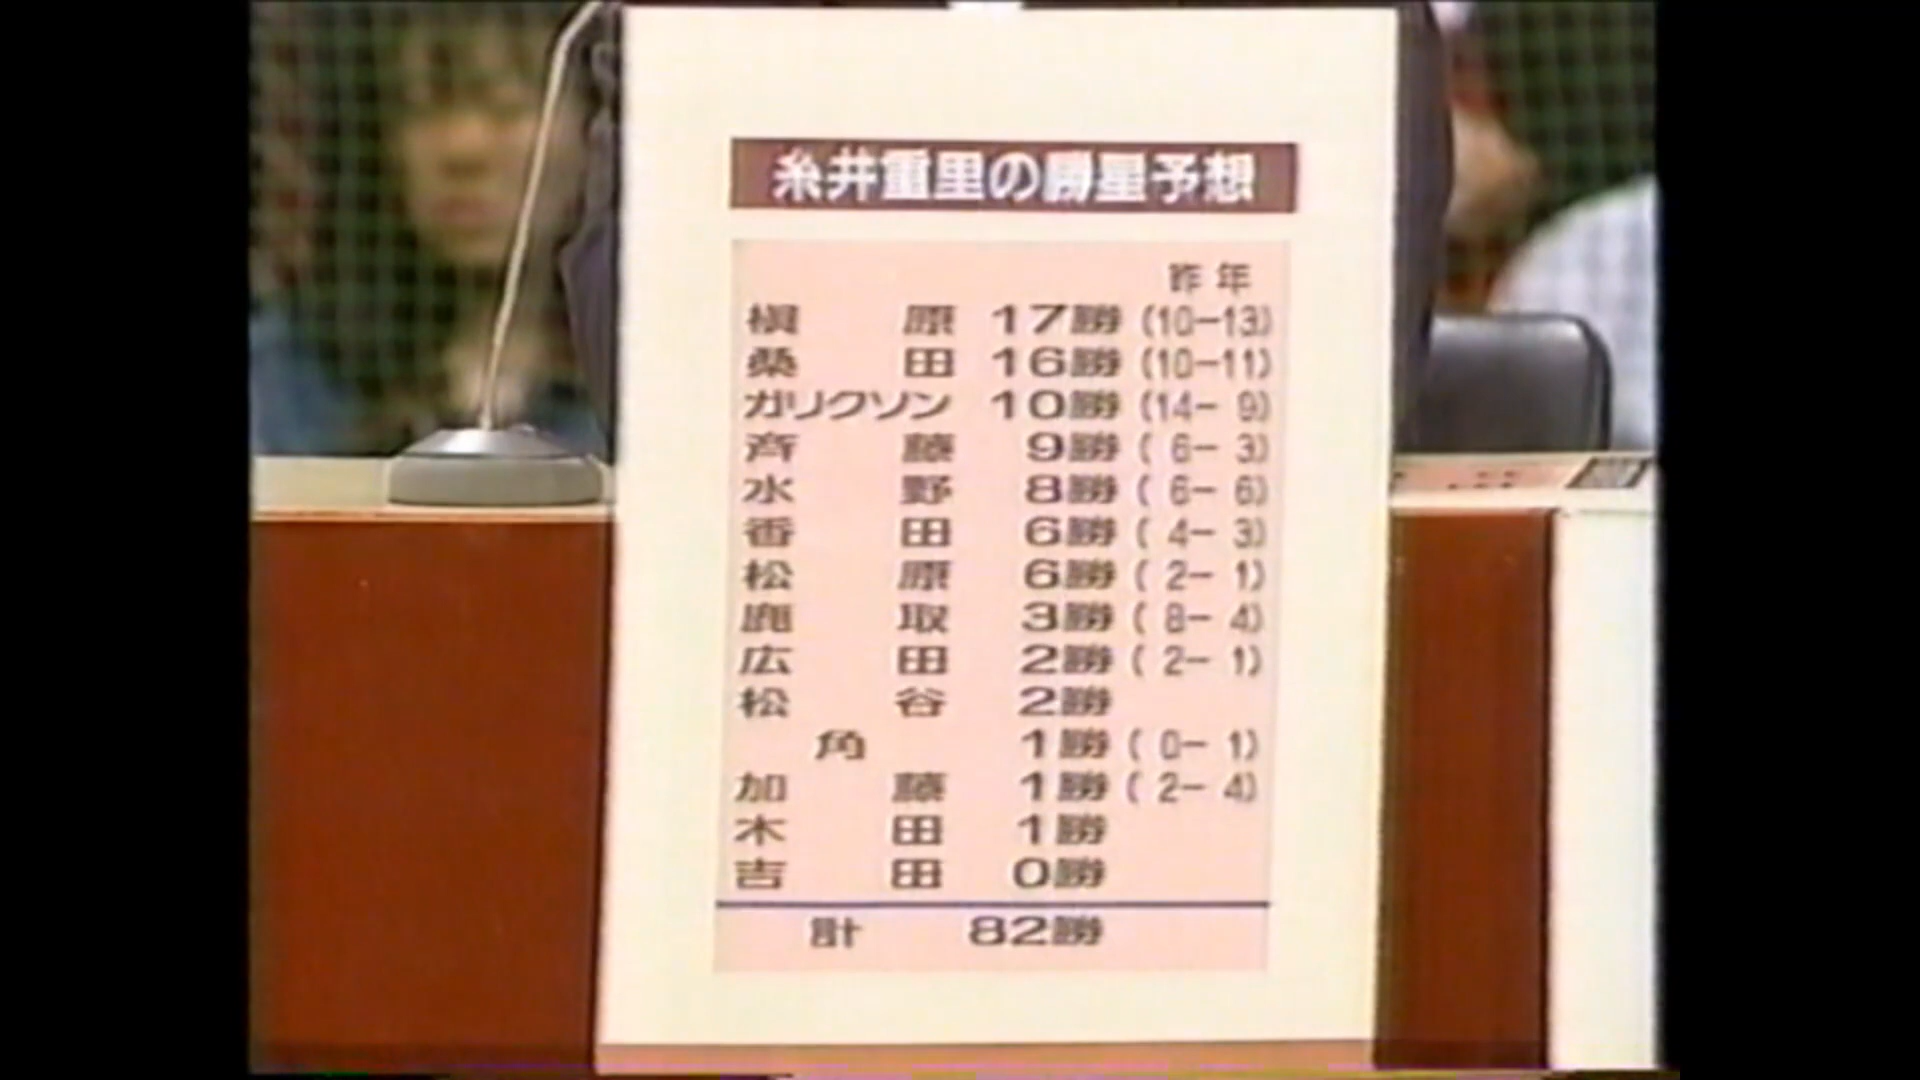 糸井重里の勝星予想
昨年
槇原 17勝 (10-13)
桑田 16勝 (10-11)
ガリクソン 10勝 (14- 9)
斉藤 9勝 ( 6- 3)
水野 8勝 ( 6- 6)
香田 6勝 ( 4- 3)
松原 6勝 ( 2- 1)
鹿取 3勝 ( 8- 4)
広田 2勝 ( 2- 1)
松谷 2勝
角 1勝 ( 0- 1)
加藤 1勝 ( 2- 4)
木田 1勝
吉田 0勝
計 82勝